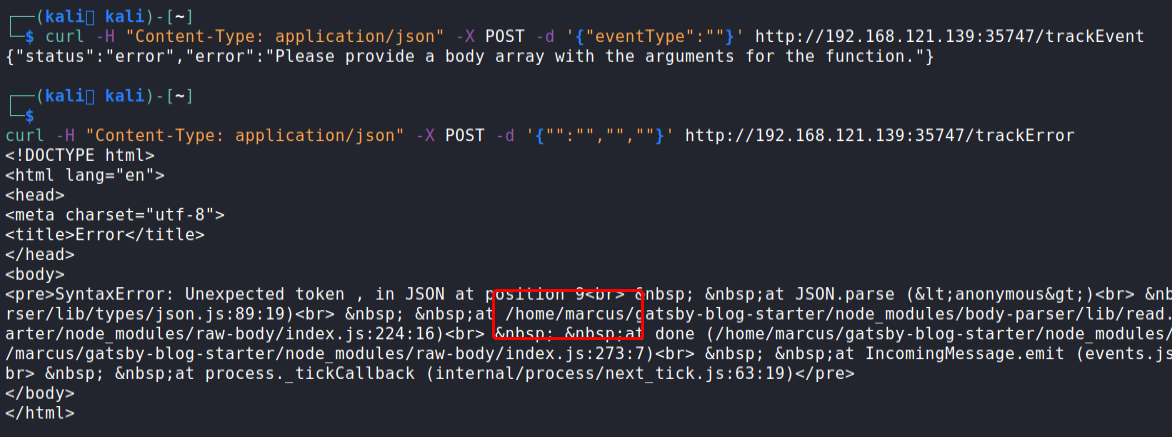 ┌──(kali㉿ kali)-[~]
└─$ curl -H "Content-Type: application/json" -X POST -d '{"eventType":""}' http://192.168.121.139:35747/trackEvent
{"status":"error","error":"Please provide a body array with the arguments for the function."}
┌──(kali㉿ kali)-[~]
└─$
curl -H "Content-Type: application/json" -X POST -d '{"":"","",""}' http://192.168.121.139:35747/trackError
<!DOCTYPE html>
<html lang="en">
<head>
<meta charset="utf-8">
<title>Error</title>
</head>
<body>
<pre>SyntaxError: Unexpected token , in JSON at position 9<br> &nbsp; &nbsp;at JSON.parse (&lt;anonymous&gt;)<br> &nb
rser/lib/types/json.js:89:19)<br> &nbsp; &nbsp;at /home/marcus/gatsby-blog-starter/node_modules/body-parser/lib/read.
arter/node_modules/raw-body/index.js:224:16)<br> &nbsp; &nbsp;at done (/home/marcus/gatsby-blog-starter/node_modules/
/marcus/gatsby-blog-starter/node_modules/raw-body/index.js:273:7)<br> &nbsp; &nbsp;at IncomingMessage.emit (events.js
br> &nbsp; &nbsp;at process._tickCallback (internal/process/next_tick.js:63:19)</pre>
</body>
</html>